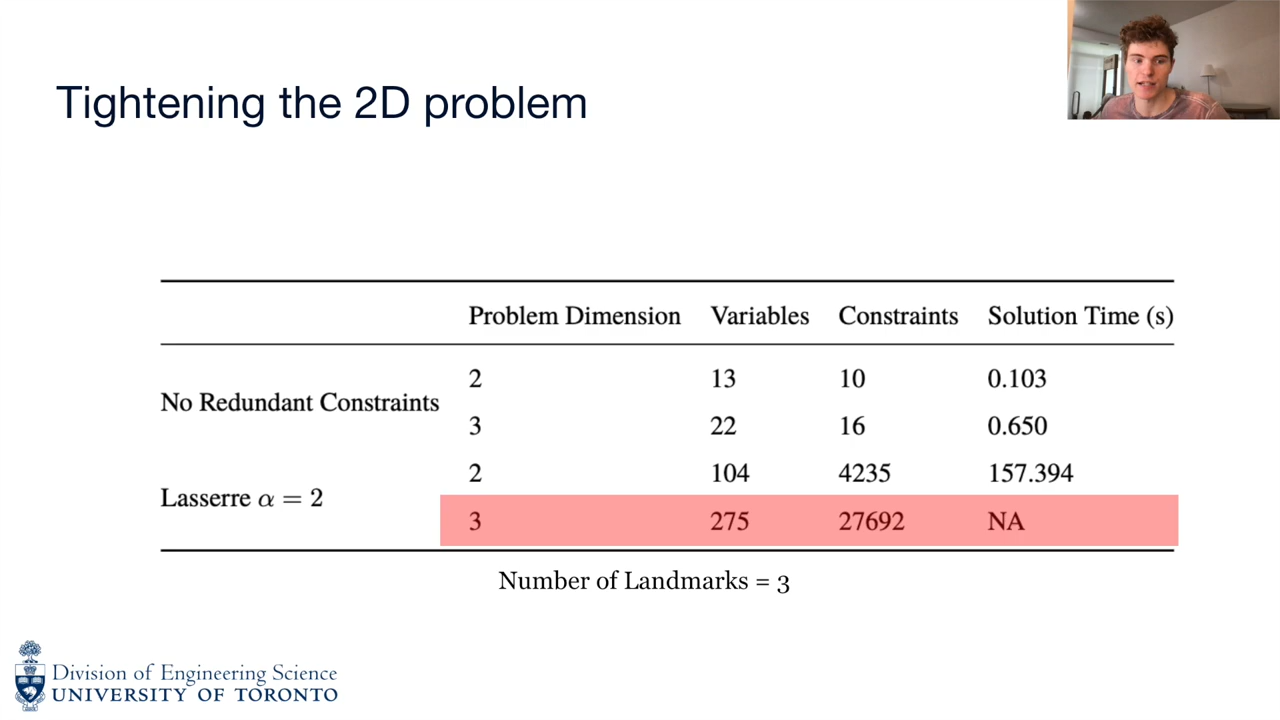 Tightening the 2D problem
Problem Dimension Variables Constraints Solution Time (s)
No Redundant Constraints
2 13 10 0.103
3 22 16 0.650
Lasserre α = 2
2 104 4235 157.394
3 275 27692 NA
Number of Landmarks = 3
Division of Engineering Science
UNIVERSITY OF TORONTO